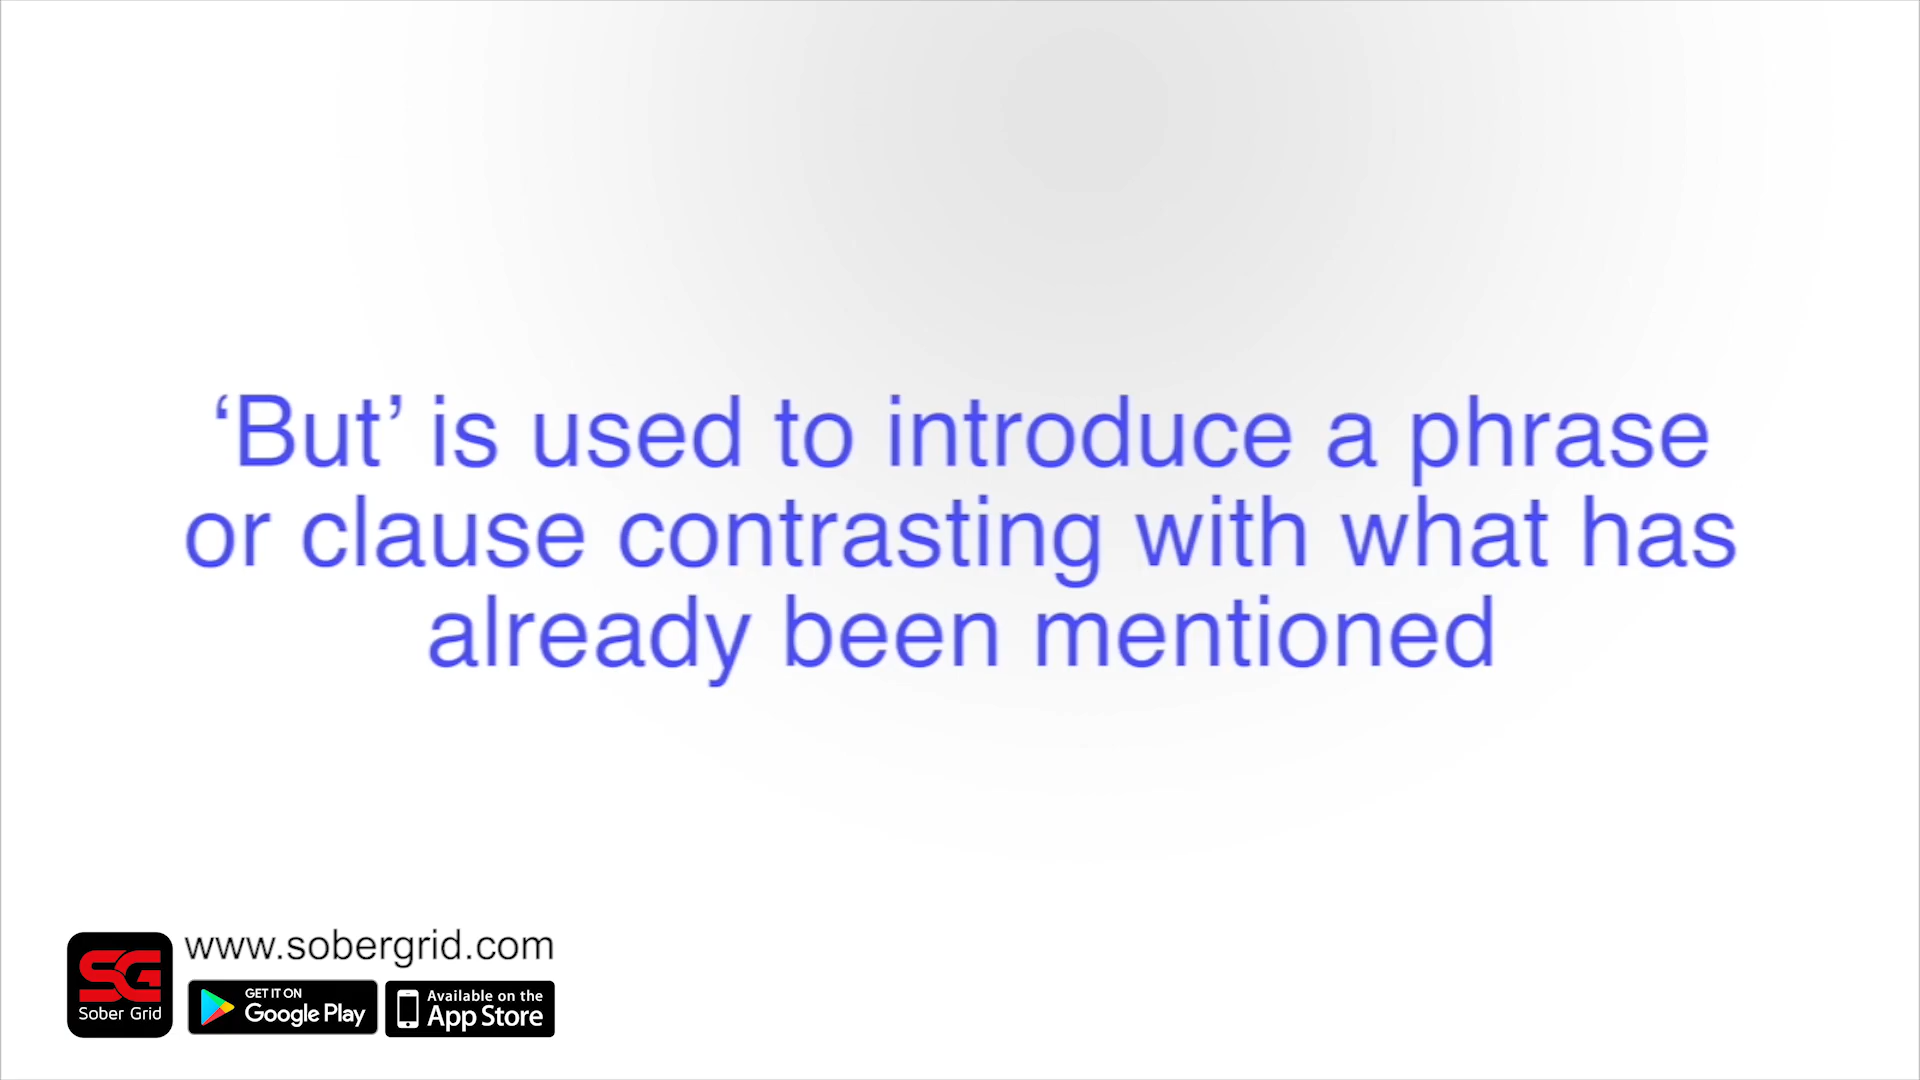 ‘But’ is used to introduce a phrase
or clause contrasting with what has
already been mentioned
www.sobergrid.com
SG
Sober Grid
GET IT ON
Google Play
Available on the
App Store